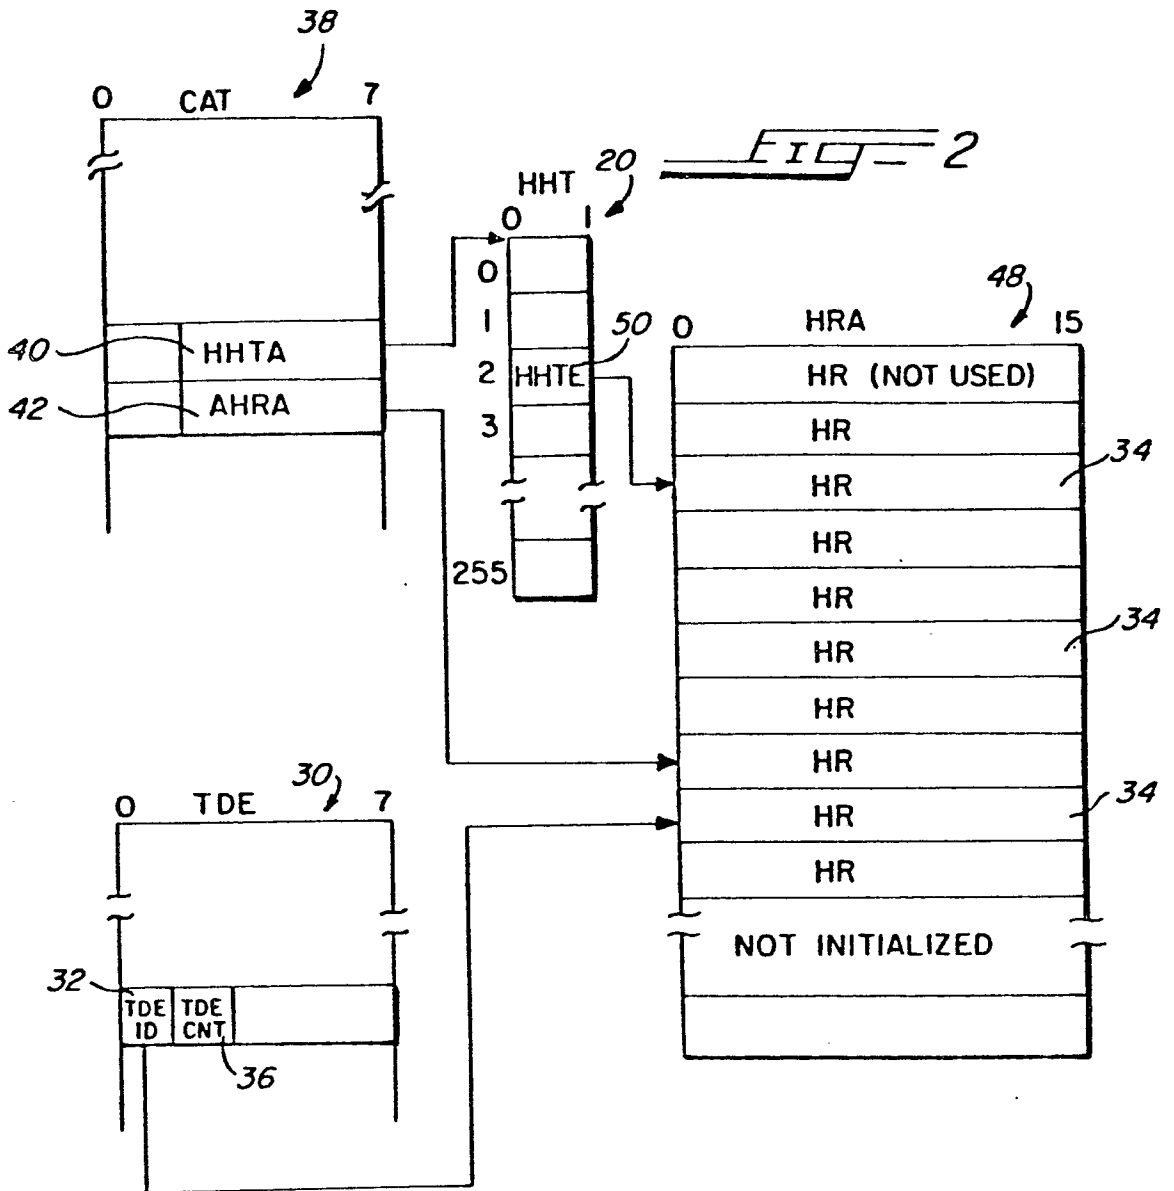 38
0 CAT 7
FIG-2
20
HHT
0 1
0
1
48
50
0 HRA 15
40 HHTA
2 HHTE
HR (NOT USED)
42 AHRA
3
HR
HR 34
HR
255
HR
HR 34
HR
HR
30
0 TDE 7
HR 34
HR
NOT INITIALIZED
32
TDE ID
TDE CNT
36